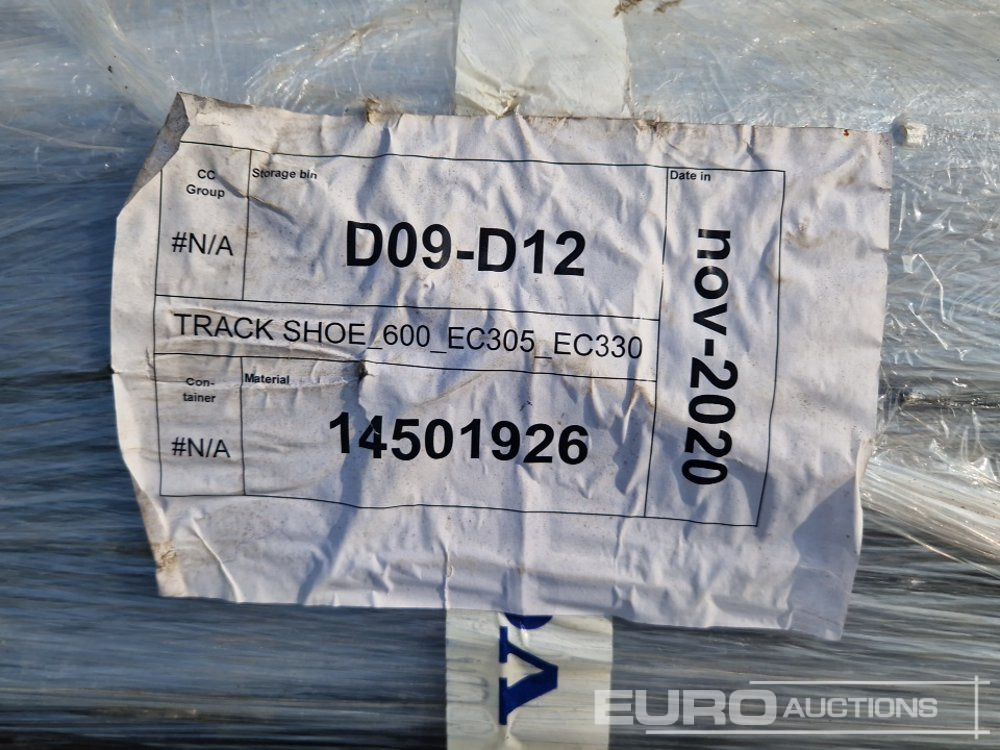 CC
Group
#N/A
Storage bin
D09-D12
Date in
nov-2020
TRACK SHOE_600_EC305_EC330
Con-
tainer
#N/A
Material
14501926
EURO AUCTIONS